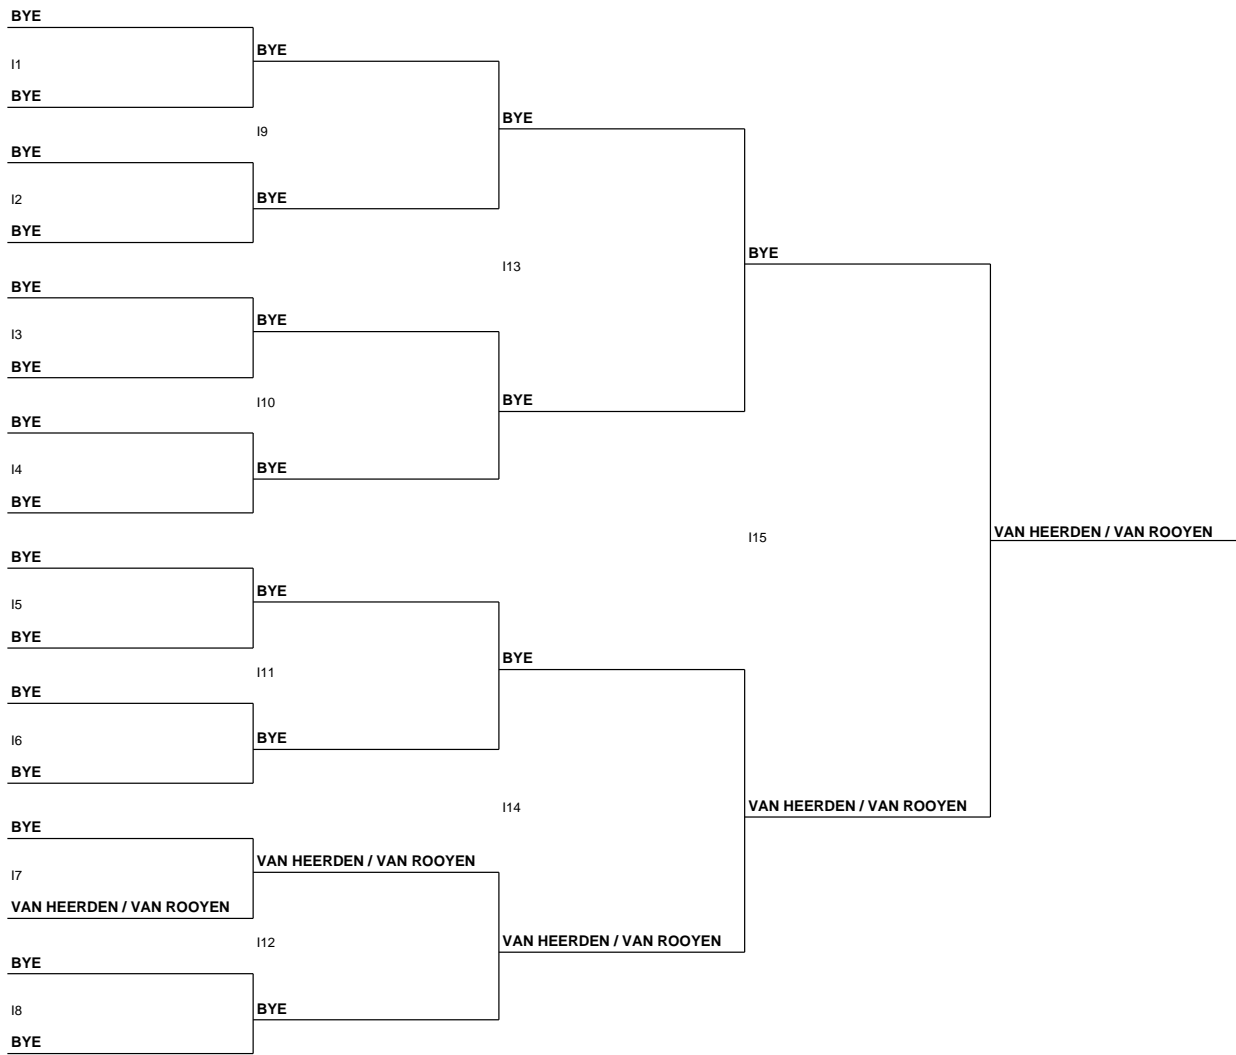 BYE
BYE
I1
BYE
BYE
I9
BYE
I2
BYE
BYE
BYE
I13
BYE
BYE
BYE
I3
BYE
I10
BYE
BYE
I4
BYE
BYE
I15
VAN HEERDEN / VAN ROOYEN
BYE
BYE
I5
BYE
I11
BYE
BYE
I6
BYE
BYE
I14
VAN HEERDEN / VAN ROOYEN
BYE
VAN HEERDEN / VAN ROOYEN
I7
VAN HEERDEN / VAN ROOYEN
I12
VAN HEERDEN / VAN ROOYEN
BYE
I8
BYE
BYE